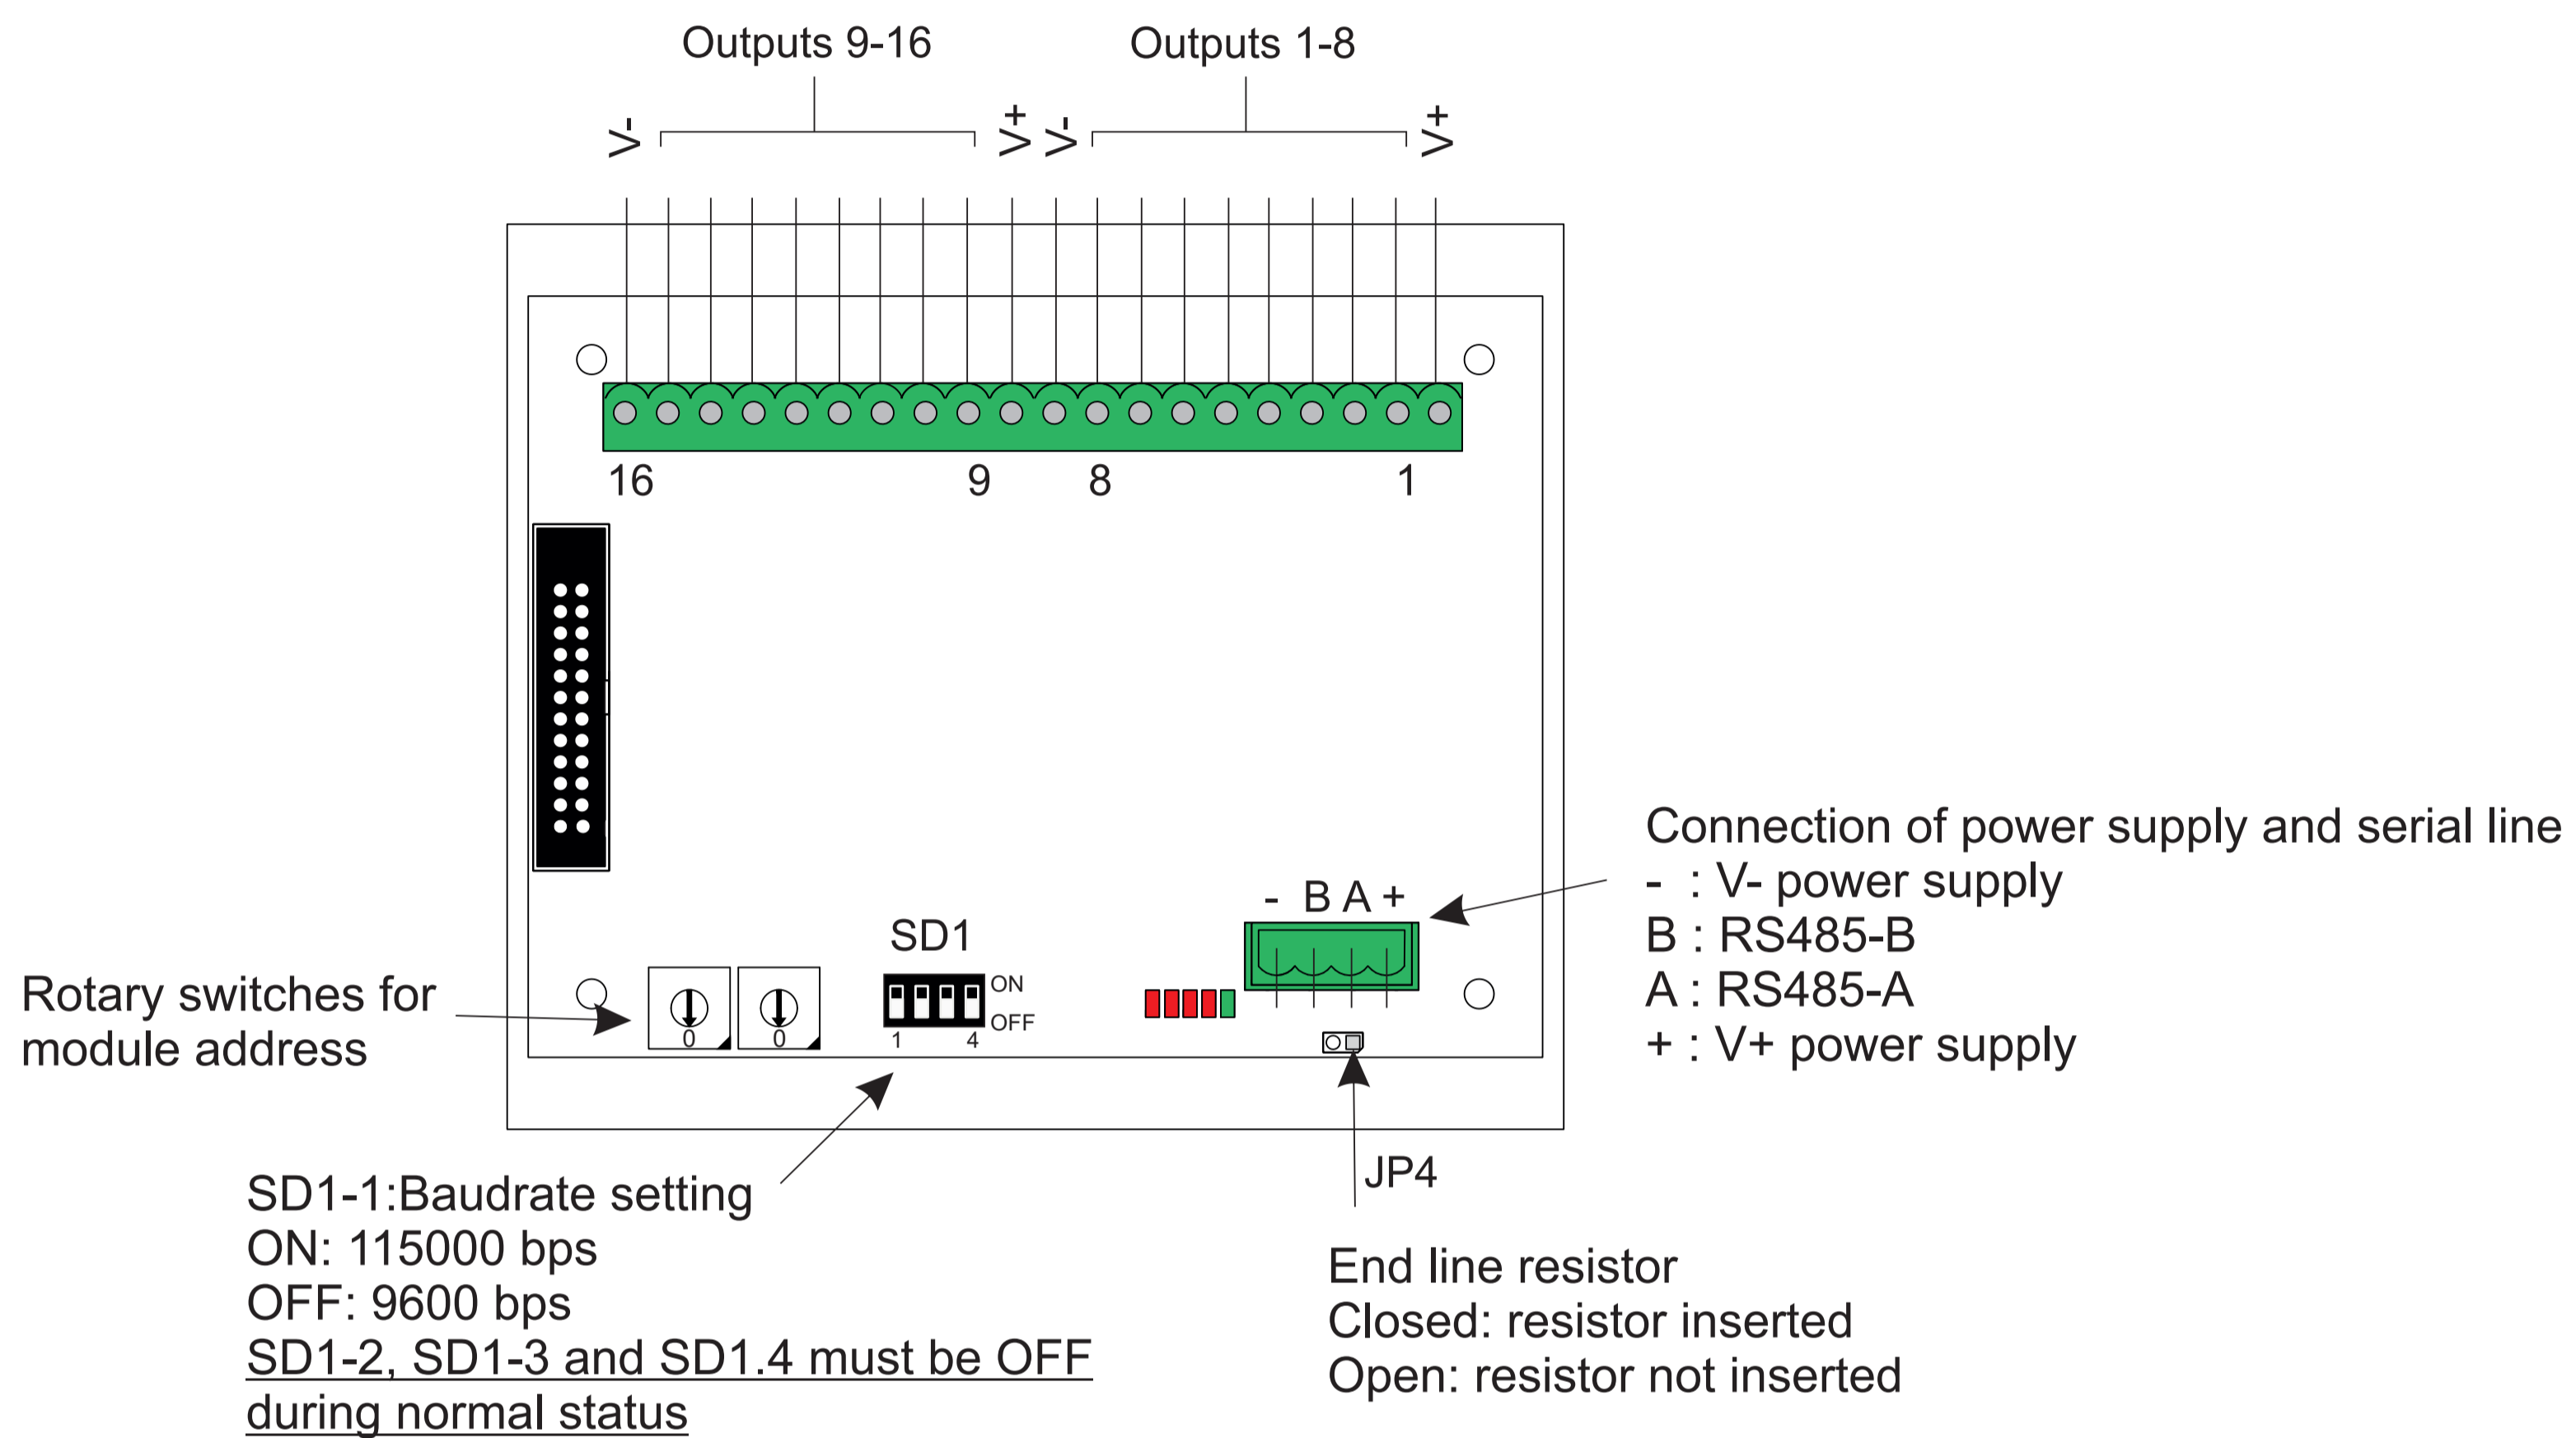 Outputs 9-16
Outputs 1-8
V-
V+
V-
V+
16
9
8
1
Connection of power supply and serial line
- : V- power supply
B : RS485-B
A : RS485-A
+ : V+ power supply
- B A +
SD1
ON
OFF
1
4
0
0
Rotary switches for
module address
JP4
SD1-1:Baudrate setting
ON: 115000 bps
OFF: 9600 bps
SD1-2, SD1-3 and SD1.4 must be OFF
during normal status
End line resistor
Closed: resistor inserted
Open: resistor not inserted